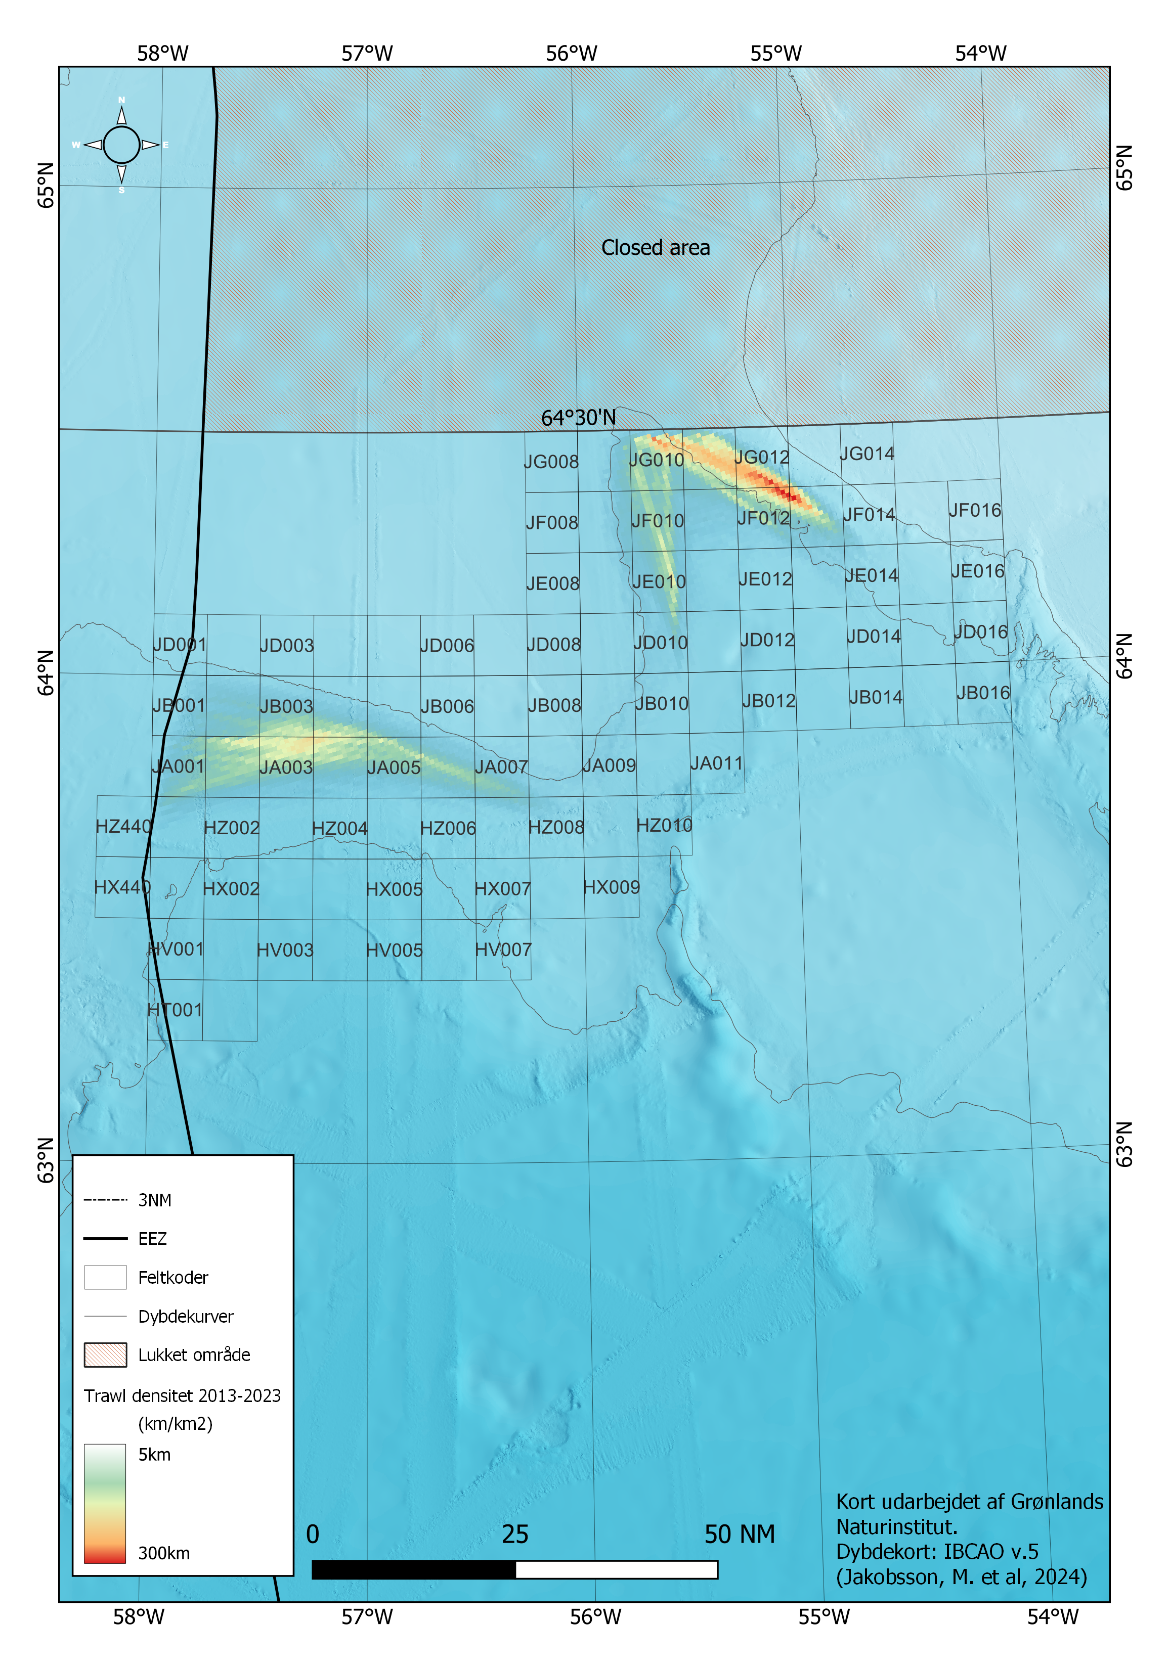 58°W 57°W 56°W 55°W 54°W
N
W E
S
65°N 65°N
Closed area
64°30'N
JG008 JG010 JG012 JG014
JF008 JF010 JF012 JF014 JF016
JE008 JE010 JE012 JE014 JE016
JD001 JD003 JD006 JD008 JD010 JD012 JD014 JD016
64°N 64°N
JB001 JB003 JB006 JB008 JB010 JB012 JB014 JB016
JA001 JA003 JA005 JA007 JA009 JA011
HZ440 HZ002 HZ004 HZ006 HZ008 HZ010
HX440 HX002 HX005 HX007 HX009
HV001 HV003 HV005 HV007
HT001
63°N 63°N
3NM
EEZ
Feltkoder
Dybdekurver
Lukket område
Trawl densitet 2013-2023
(km/km2)
5km
300km
0 25 50 NM
Kort udarbejdet af Grønlands
Naturinstitut.
Dybdekort: IBCAO v.5
(Jakobsson, M. et al, 2024)
58°W 57°W 56°W 55°W 54°W